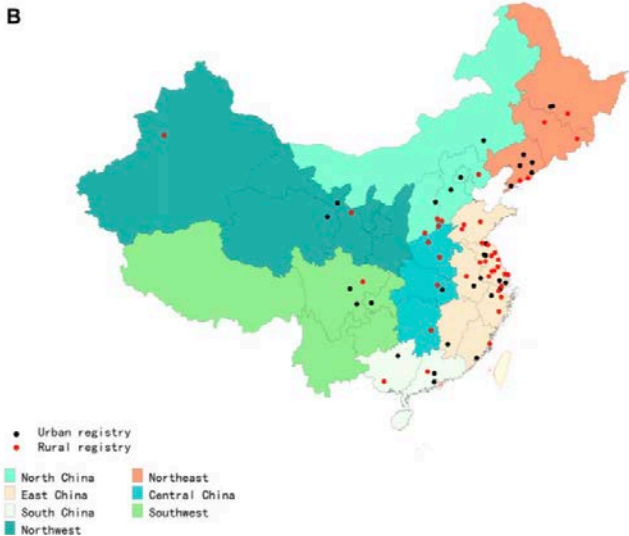 B
Urban registry
Rural registry
North China
Northeast
East China
Central China
South China
Southwest
Northwest